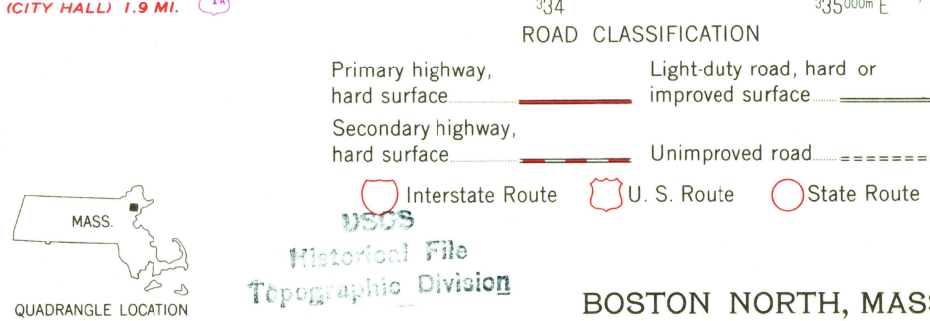 (CITY HALL) 1.9 MI.
1A
334
335000m E
ROAD CLASSIFICATION
Primary highway,
hard surface
Light-duty road, hard or
improved surface
Secondary highway,
hard surface
Unimproved road
Interstate Route
U. S. Route
State Route
MASS.
QUADRANGLE LOCATION
USGS
Historical File
Topographic Division
BOSTON NORTH, MASS